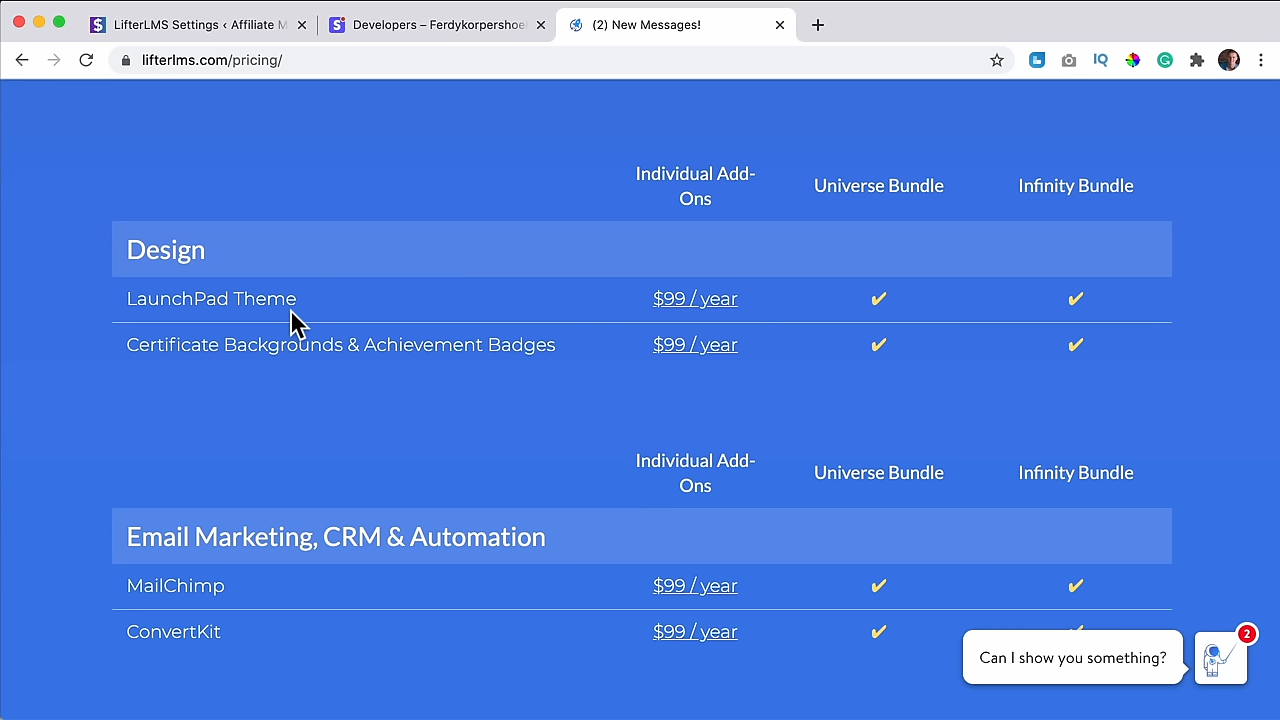 LifterLMS Settings ‹ Affiliate M
Developers – Ferdykorpershoe
(2) New Messages!
lifterlms.com/pricing/
IQ
Individual Add-
Ons
Universe Bundle
Infinity Bundle
Design
LaunchPad Theme $99 / year ✔ ✔
Certificate Backgrounds & Achievement Badges $99 / year ✔ ✔
Individual Add-
Ons
Universe Bundle
Infinity Bundle
Email Marketing, CRM & Automation
MailChimp $99 / year ✔ ✔
ConvertKit $99 / year ✔
Can I show you something?
2